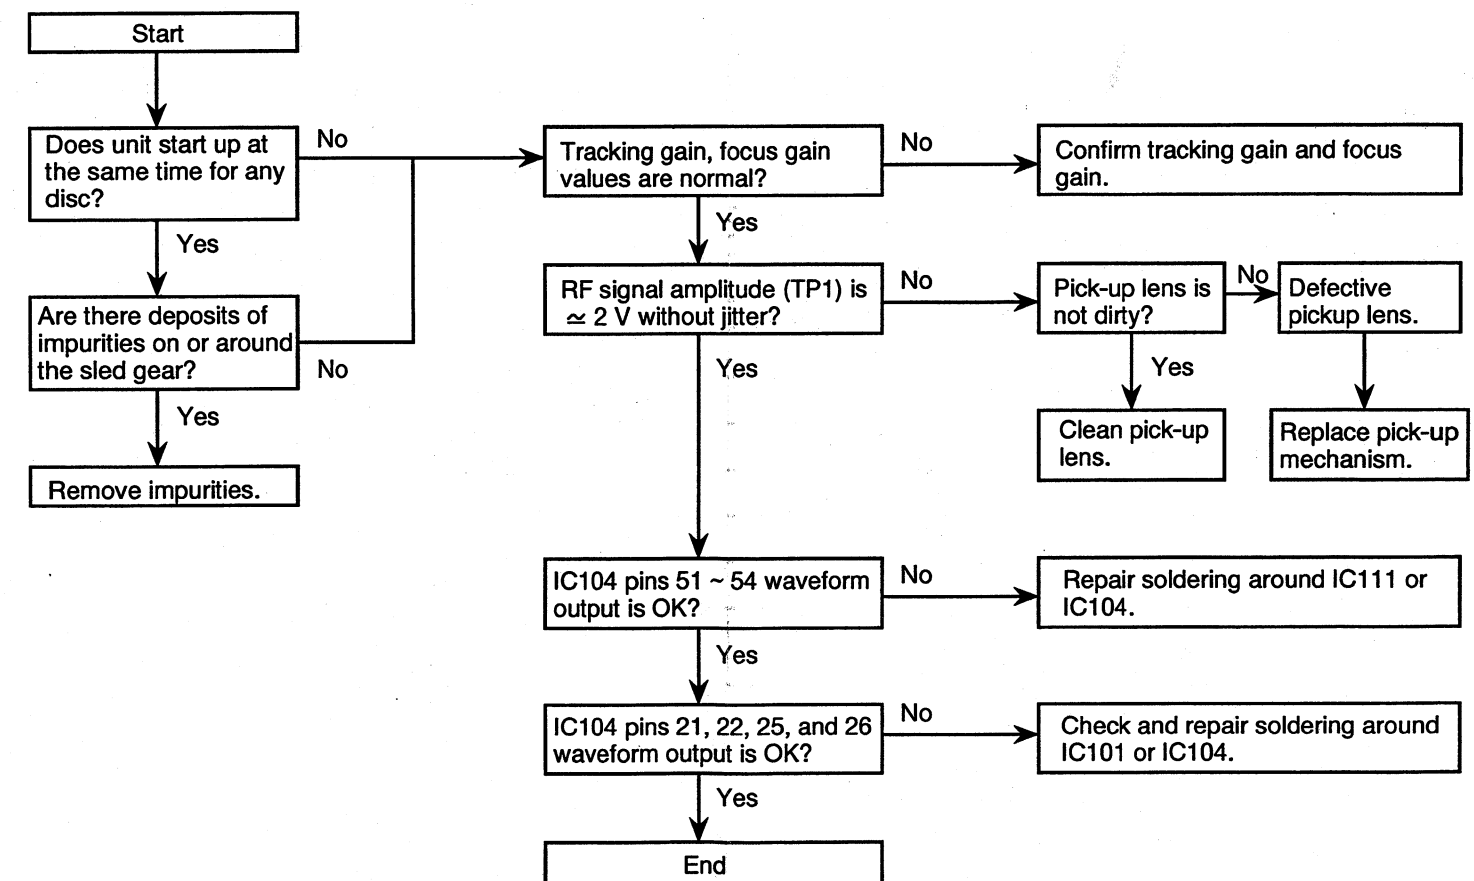 Start
Does unit start up at
the same time for any
disc?
No
Yes
Are there deposits of
impurities on or around
the sled gear?
No
Yes
Remove impurities.
Tracking gain, focus gain
values are normal?
No
Confirm tracking gain and focus
gain.
Yes
RF signal amplitude (TP1) is
≃ 2 V without jitter?
No
Pick-up lens is
not dirty?
No
Defective
pickup lens.
Yes
Clean pick-up
lens.
Replace pick-up
mechanism.
Yes
IC104 pins 51 ~ 54 waveform
output is OK?
No
Repair soldering around IC111 or
IC104.
Yes
IC104 pins 21, 22, 25, and 26
waveform output is OK?
No
Check and repair soldering around
IC101 or IC104.
Yes
End